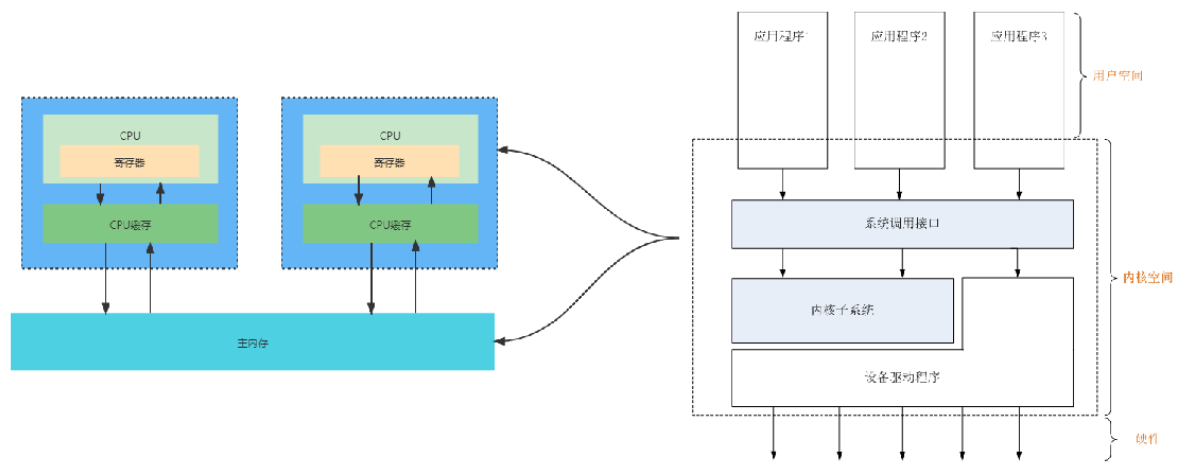 CPU
寄存器
CPU缓存
CPU
寄存器
CPU缓存
主内存
应用程序1
应用程序2
应用程序3
用户空间
系统调用接口
内核子系统
设备驱动程序
内核空间
硬件